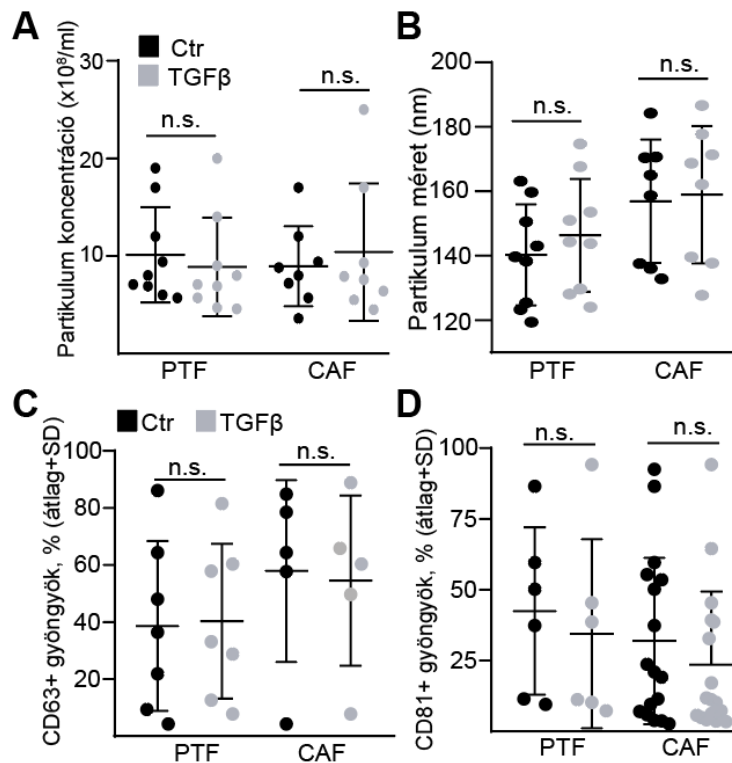 A
Ctr
TGFβ
Partikulum koncentráció (x10⁸/ml)
30
20
10
n.s.
n.s.
PTF
CAF
B
Partikulum méret (nm)
200
180
160
140
120
n.s.
n.s.
PTF
CAF
C
Ctr
TGFβ
CD63+ gyöngyök, % (átlag+SD)
100
80
60
40
20
n.s.
n.s.
PTF
CAF
D
CD81+ gyöngyök, % (átlag+SD)
100
75
50
25
n.s.
n.s.
PTF
CAF